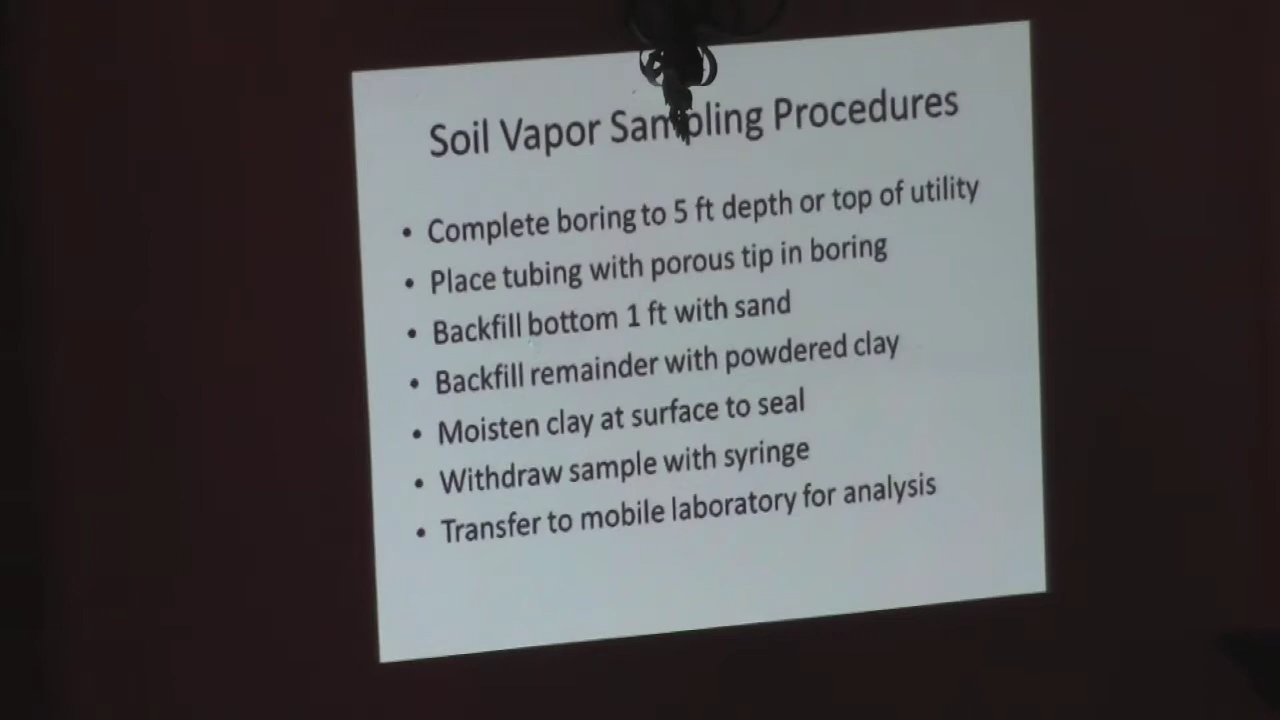 Soil Vapor Sampling Procedures
• Complete boring to 5 ft depth or top of utility
• Place tubing with porous tip in boring
• Backfill bottom 1 ft with sand
• Backfill remainder with powdered clay
• Moisten clay at surface to seal
• Withdraw sample with syringe
• Transfer to mobile laboratory for analysis